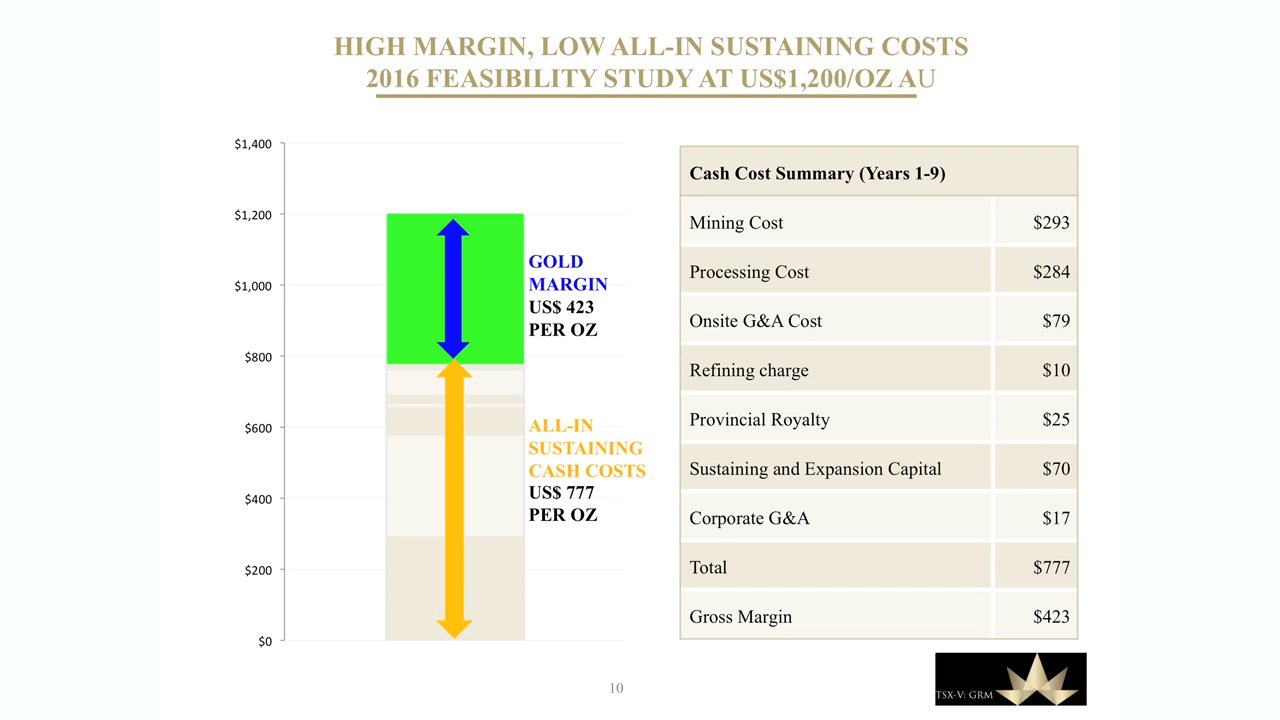 HIGH MARGIN, LOW ALL-IN SUSTAINING COSTS
2016 FEASIBILITY STUDY AT US$1,200/OZ AU
$1,400
$1,200
$1,000
$800
$600
$400
$200
$0
GOLD
MARGIN
US$ 423
PER OZ
ALL-IN
SUSTAINING
CASH COSTS
US$ 777
PER OZ
Cash Cost Summary (Years 1-9)
Mining Cost $293
Processing Cost $284
Onsite G&A Cost $79
Refining charge $10
Provincial Royalty $25
Sustaining and Expansion Capital $70
Corporate G&A $17
Total $777
Gross Margin $423
10
TSX-V: GRM